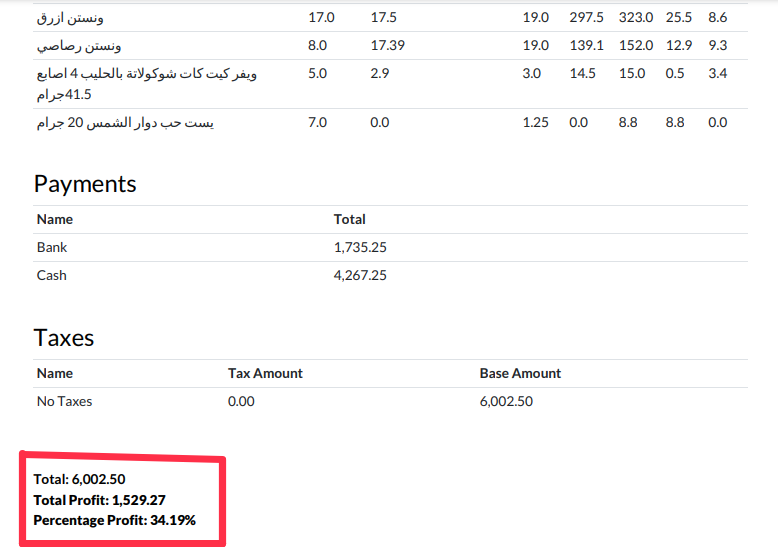 ونستن ازرق 17.0 17.5 19.0 297.5 323.0 25.5 8.6
ونستن رصاصي 8.0 17.39 19.0 139.1 152.0 12.9 9.3
ويفر كيت كات شوكولاتة بالحليب 4 اصابع 5.0 2.9 3.0 14.5 15.0 0.5 3.4
41.5جرام
يست حب دوار الشمس 20 جرام 7.0 0.0 1.25 0.0 8.8 8.8 0.0
Payments
Name Total
Bank 1,735.25
Cash 4,267.25
Taxes
Name Tax Amount Base Amount
No Taxes 0.00 6,002.50
Total: 6,002.50
Total Profit: 1,529.27
Percentage Profit: 34.19%